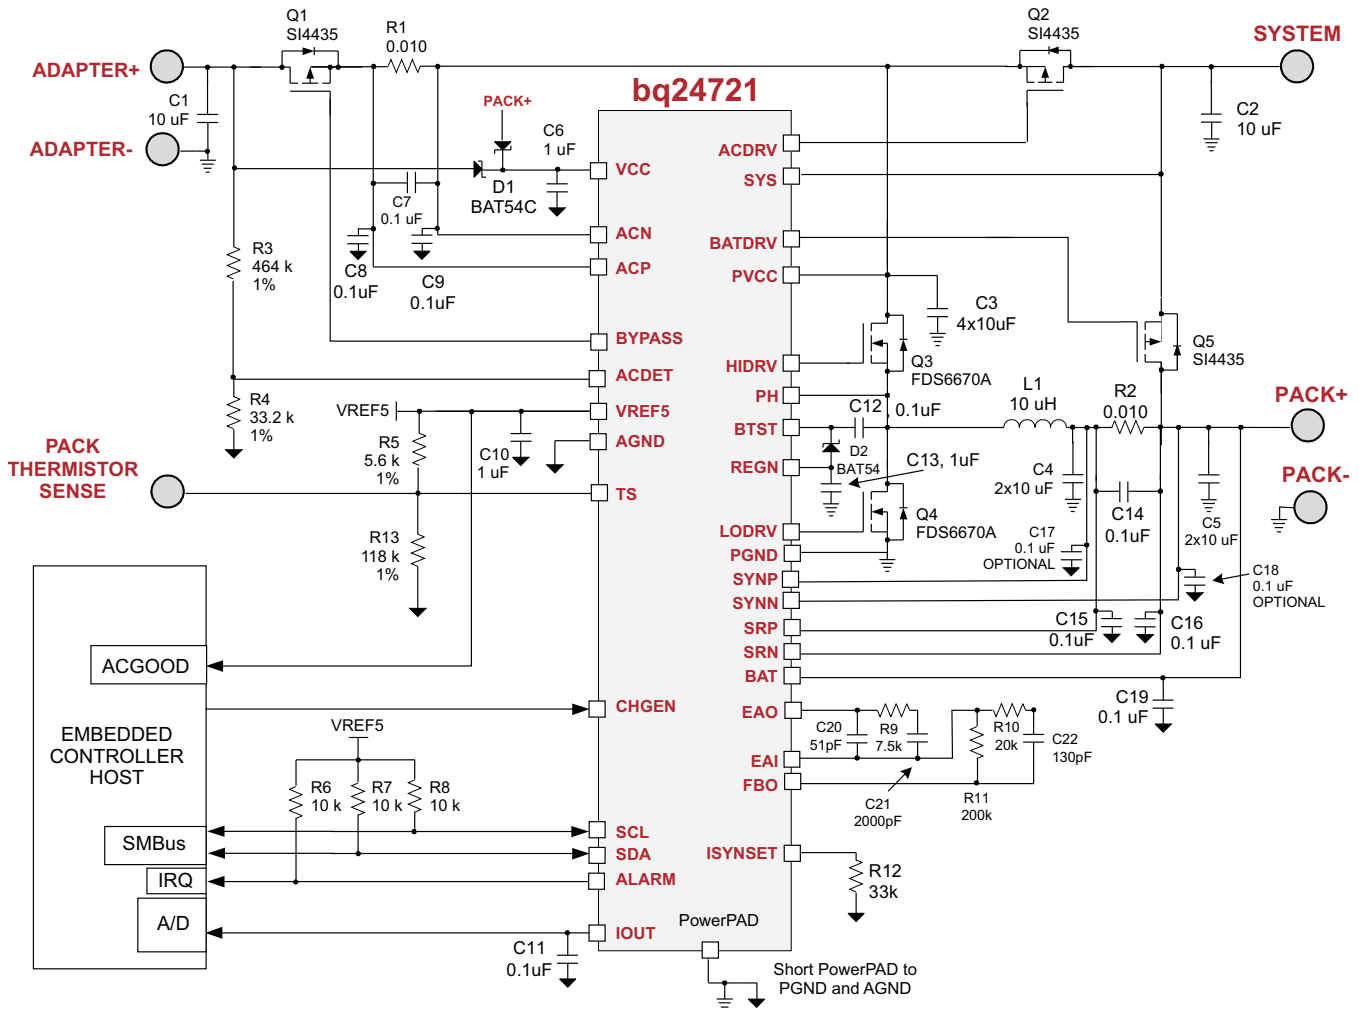 Q1
SI4435
R1
0.010
Q2
SI4435
SYSTEM
ADAPTER+
C1
10 uF
ADAPTER-
PACK+
C6
1 uF
D1
BAT54C
C7
0.1 uF
C8
0.1uF
C9
0.1uF
R3
464 k
1%
R4
33.2 k
1%
bq24721
VCC
ACN
ACP
BYPASS
ACDET
VREF5
AGND
TS
CHGEN
SCL
SDA
ALARM
IOUT
ACDRV
SYS
BATDRV
PVCC
HIDRV
PH
BTST
REGN
LODRV
PGND
SYNP
SYNN
SRP
SRN
BAT
EAO
EAI
FBO
ISYNSET
PowerPAD
C2
10 uF
C3
4x10uF
Q3
FDS6670A
Q5
SI4435
C12
0.1uF
L1
10 uH
R2
0.010
PACK+
PACK-
D2
BAT54
C13, 1uF
C4
2x10 uF
C14
0.1uF
C5
2x10 uF
Q4
FDS6670A
C17
0.1 uF
OPTIONAL
C18
0.1 uF
OPTIONAL
C15
0.1uF
C16
0.1 uF
C19
0.1 uF
VREF5
R5
5.6 k
1%
C10
1 uF
PACK
THERMISTOR
SENSE
R13
118 k
1%
ACGOOD
EMBEDDED
CONTROLLER
HOST
VREF5
R6
10 k
R7
10 k
R8
10 k
SMBus
IRQ
A/D
C11
0.1uF
C20
51pF
R9
7.5k
R10
20k
C22
130pF
C21
2000pF
R11
200k
R12
33k
Short PowerPAD to
PGND and AGND